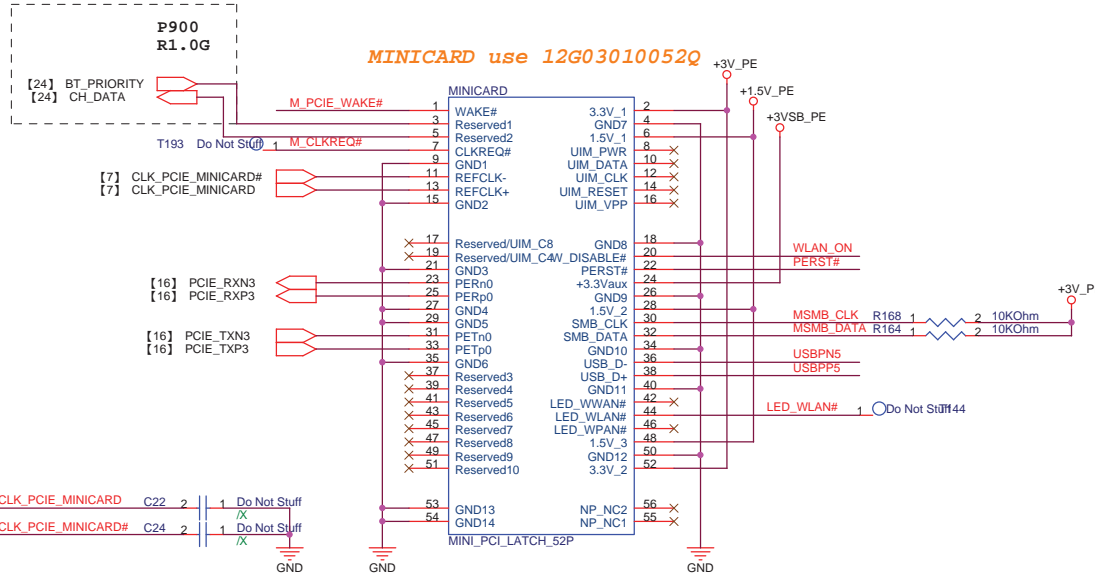 P900
R1.0G
MINICARD use 12G03010052Q
+3V_PE
+1.5V_PE
+3VSB_PE
【24】 BT_PRIORITY
【24】 CH_DATA
T193 Do Not Stuff 1 M_CLKREQ#
M_PCIE_WAKE#
【7】 CLK_PCIE_MINICARD#
【7】 CLK_PCIE_MINICARD
【16】 PCIE_RXN3
【16】 PCIE_RXP3
【16】 PCIE_TXN3
【16】 PCIE_TXP3
MINICARD
1 WAKE# 3.3V_1 2
3 Reserved1 GND7 4
5 Reserved2 1.5V_1 6
7 CLKREQ# UIM_PWR 8
9 GND1 UIM_DATA 10
11 REFCLK- UIM_CLK 12
13 REFCLK+ UIM_RESET 14
15 GND2 UIM_VPP 16
17 Reserved/UIM_C8 GND8 18
19 Reserved/UIM_C4 W_DISABLE# 20 WLAN_ON
21 GND3 PERST# 22 PERST#
23 PERn0 +3.3Vaux 24
25 PERp0 GND9 26
27 GND4 1.5V_2 28
29 GND5 SMB_CLK 30 MSMB_CLK R168 1 2 10KOhm
31 PETn0 SMB_DATA 32 MSMB_DATA R164 1 2 10KOhm
33 PETp0 GND10 34
35 GND6 USB_D- 36 USBPN5
37 Reserved3 USB_D+ 38 USBPP5
39 Reserved4 GND11 40
41 Reserved5 LED_WWAN# 42
43 Reserved6 LED_WLAN# 44 LED_WLAN# 1 Do Not Stuff T144
45 Reserved7 LED_WPAN# 46
47 Reserved8 1.5V_3 48
49 Reserved9 GND12 50
51 Reserved10 3.3V_2 52
53 GND13 NP_NC2 56
54 GND14 NP_NC1 55
MINI_PCI_LATCH_52P
+3V_P
CLK_PCIE_MINICARD C22 2 1 Do Not Stuff
/X
CLK_PCIE_MINICARD# C24 2 1 Do Not Stuff
/X
GND
GND
GND